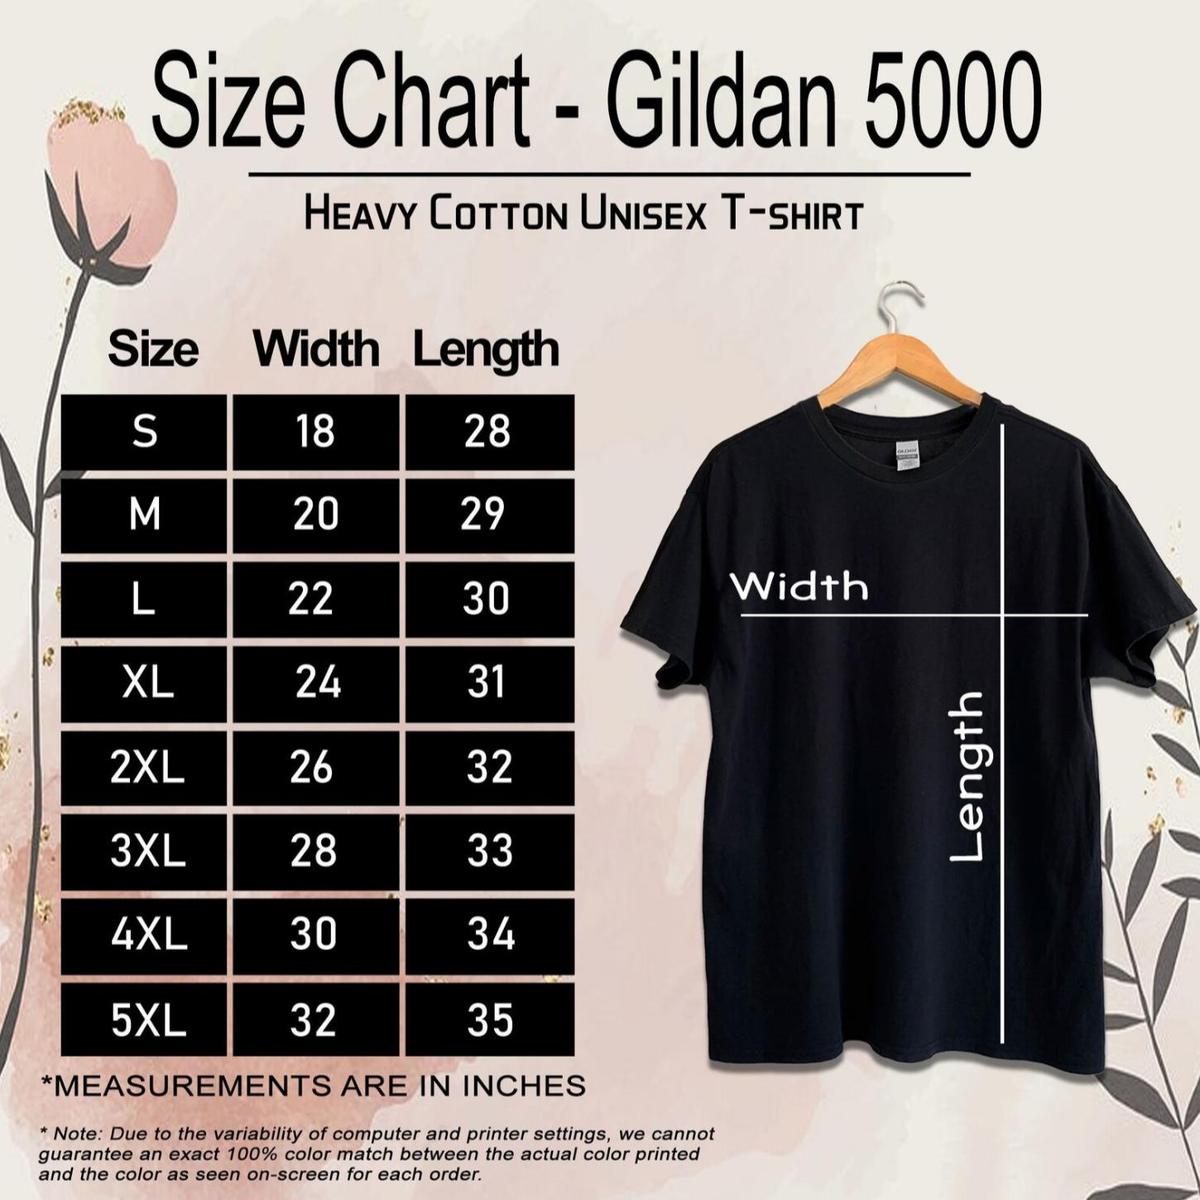 Size Chart - Gildan 5000
Heavy Cotton Unisex T-shirt
Size Width Length
S 18 28
M 20 29
L 22 30
XL 24 31
2XL 26 32
3XL 28 33
4XL 30 34
5XL 32 35
*MEASUREMENTS ARE IN INCHES
* Note: Due to the variability of computer and printer settings, we cannot
guarantee an exact 100% color match between the actual color printed
and the color as seen on-screen for each order.
GILDAN
Width
Length